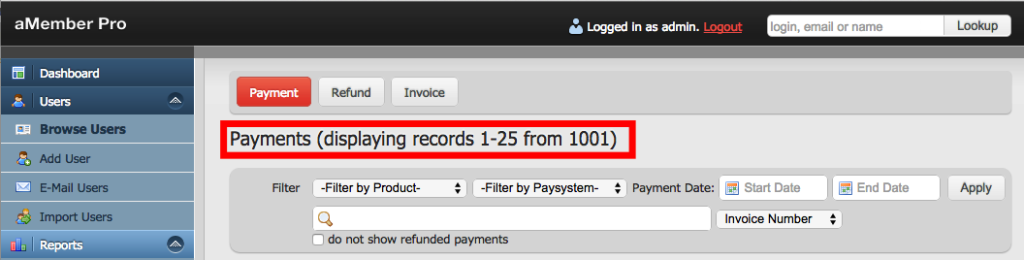 aMember Pro
Logged in as admin. Logout
login, email or name
Lookup
Dashboard
Users
Browse Users
Add User
E-Mail Users
Import Users
Reports
Payment
Refund
Invoice
Payments (displaying records 1-25 from 1001)
Filter
-Filter by Product-
-Filter by Paysystem-
Payment Date:
Start Date
End Date
Apply
Invoice Number
do not show refunded payments